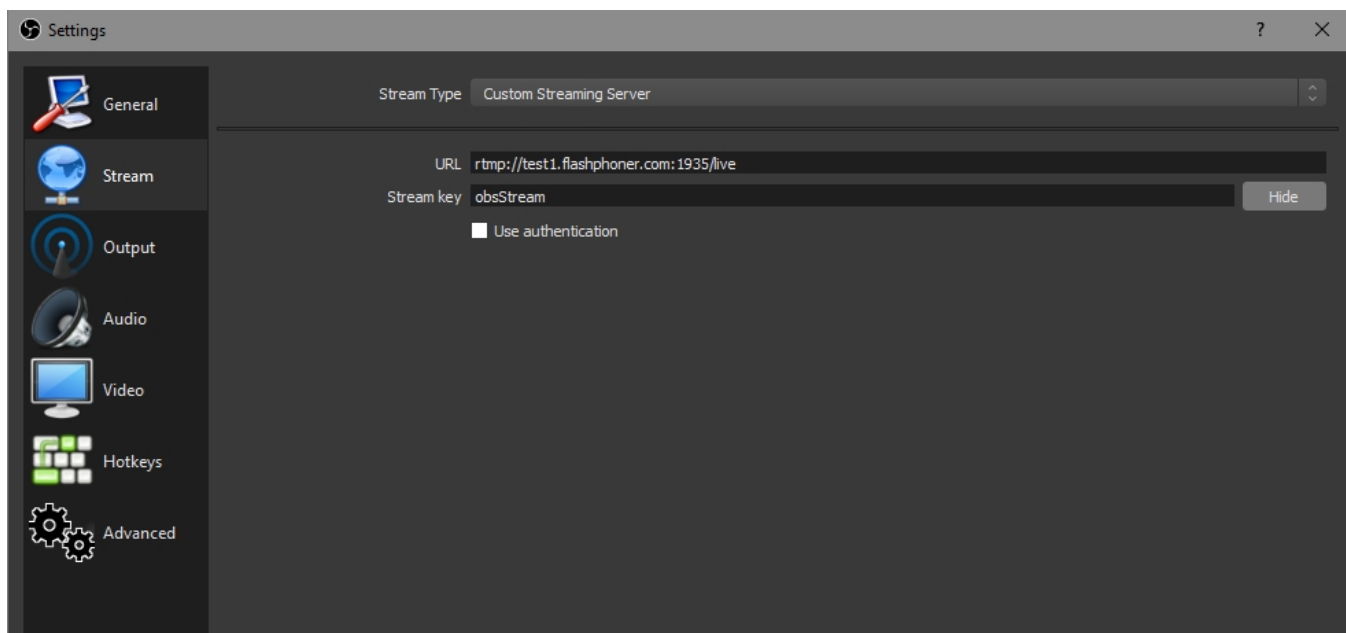 Settings
?
General
Stream
Output
Audio
Video
Hotkeys
Advanced
Stream Type Custom Streaming Server
URL rtmp://test1.flashphoner.com:1935/live
Stream key obsStream Hide
Use authentication